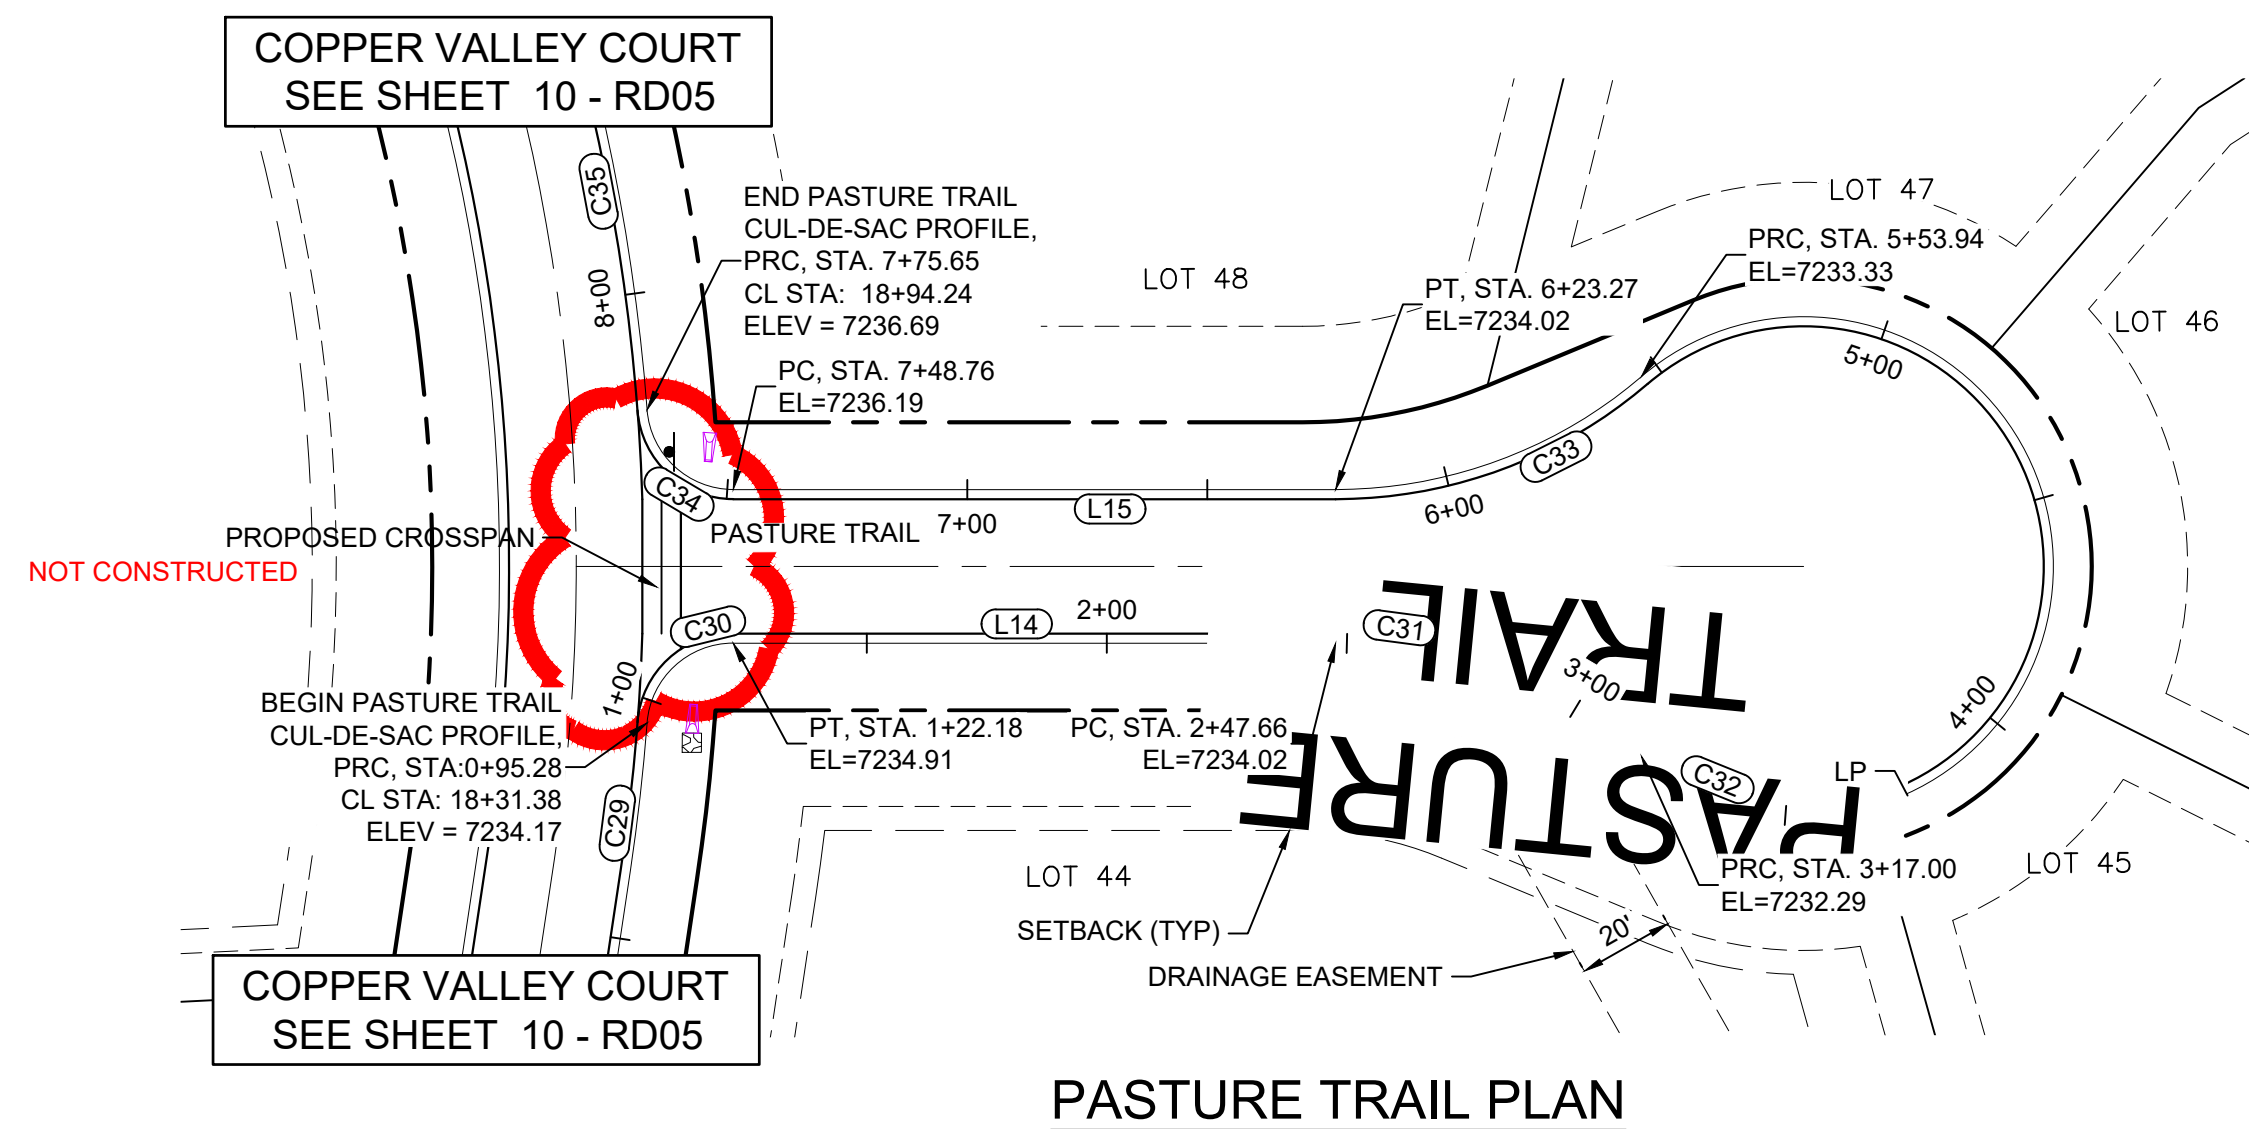 COPPER VALLEY COURT
SEE SHEET 10 - RD05
C35
8+00
END PASTURE TRAIL
CUL-DE-SAC PROFILE,
PRC, STA. 7+75.65
CL STA: 18+94.24
ELEV = 7236.69
PC, STA. 7+48.76
EL=7236.19
LOT 48
PT, STA. 6+23.27
EL=7234.02
LOT 47
PRC, STA. 5+53.94
EL=7233.33
LOT 46
5+00
C33
6+00
C34
L15
7+00
PASTURE TRAIL
PROPOSED CROSSPAN
NOT CONSTRUCTED
C30
L14
2+00
C31
TRAIL
3+00
4+00
1+00
BEGIN PASTURE TRAIL
CUL-DE-SAC PROFILE,
PRC, STA:0+95.28
CL STA: 18+31.38
ELEV = 7234.17
C29
PT, STA. 1+22.18
EL=7234.91
PC, STA. 2+47.66
EL=7234.02
PASTURE
C32
LP
PRC, STA. 3+17.00
EL=7232.29
LOT 45
LOT 44
SETBACK (TYP)
20'
DRAINAGE EASEMENT
COPPER VALLEY COURT
SEE SHEET 10 - RD05
PASTURE TRAIL PLAN